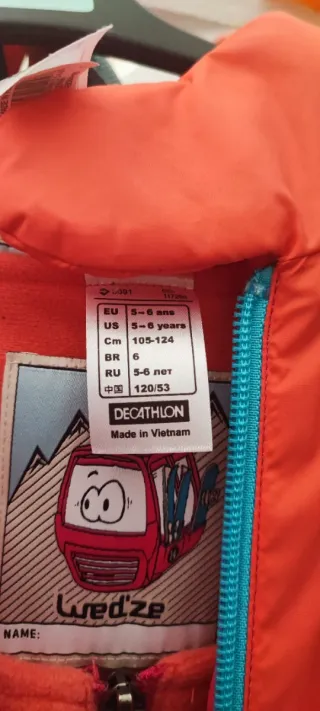 EU 5-6 ans
US 5-6 years
Cm 105-124
BR 6
RU 5-6 лет
中国 120/53
DECATHLON
Made in Vietnam
Wed'ze
NAME: